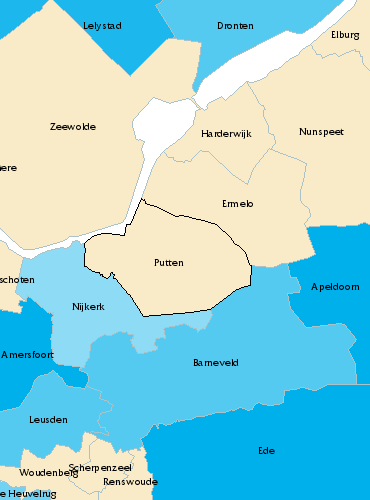 Lelystad
Dronten
Elburg
Zeewolde
Harderwijk
Nunspeet
ere
Ermelo
Putten
schoten
Apeldoorn
Nijkerk
Amersfoort
Barneveld
Leusden
Ede
Scherpenzeel
Woudenberg
Renswoude
e Heuvelrug